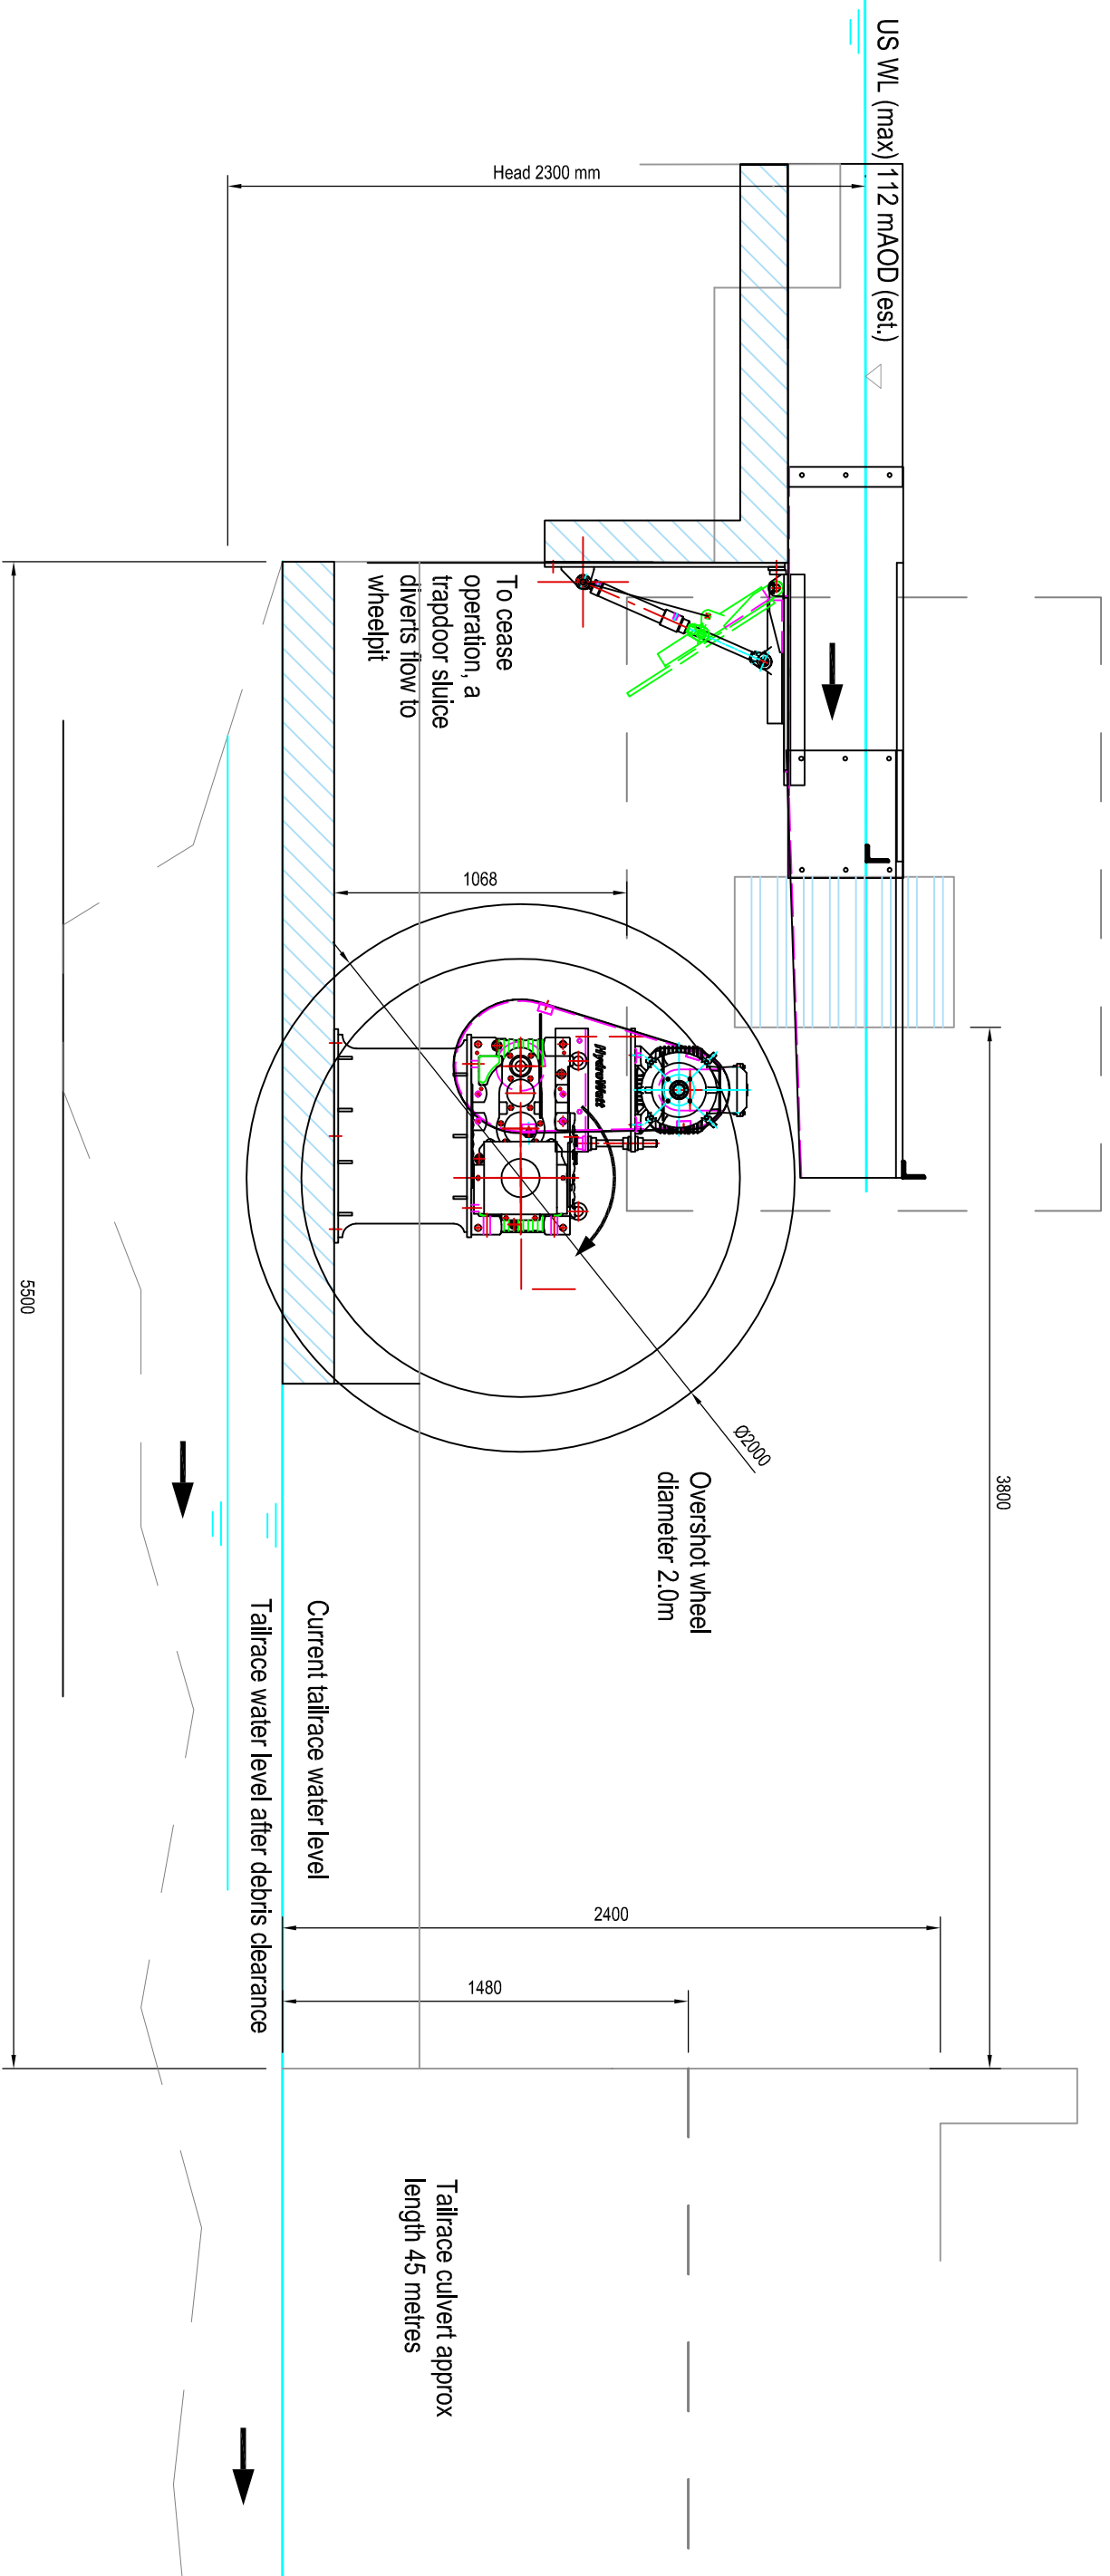 US WL (max) 112 mAOD (est.)
Head 2300 mm
To cease
operation, a
trapdoor sluice
diverts flow to
wheelpit
1068
HydroWatt
Ø2000
Overshot wheel
diameter 2.0m
3800
5500
Current tailrace water level
Tailrace water level after debris clearance
2400
1480
Tailrace culvert approx
length 45 metres